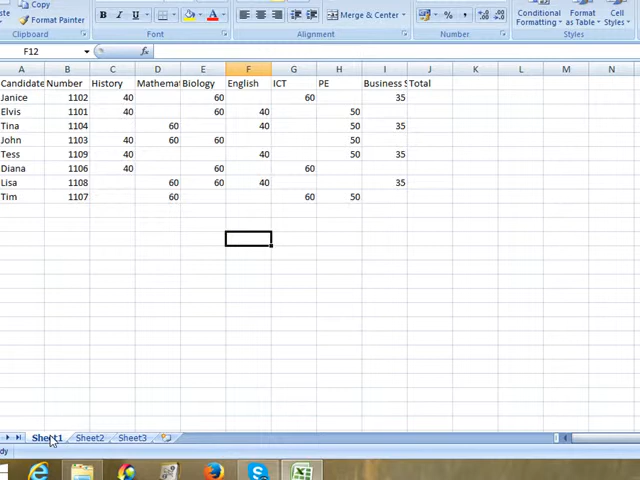 Copy
Format Painter
B I U A
Merge & Center
% ,
Conditional Formatting
Format as Table
Cell Styles
Clipboard
Font
Alignment
Number
Styles
F12 fx
A B C D E F G H I J K L M N
Candidate Number History Mathemat Biology English ICT PE Business S Total
Janice 1102 40 60 60 35
Elvis 1101 40 60 40 50
Tina 1104 60 40 50 35
John 1103 40 60 60 50
Tess 1109 40 40 50 35
Diana 1106 40 60 60
Lisa 1108 60 60 40 35
Tim 1107 60 60 50
Sheet1 Sheet2 Sheet3
dy